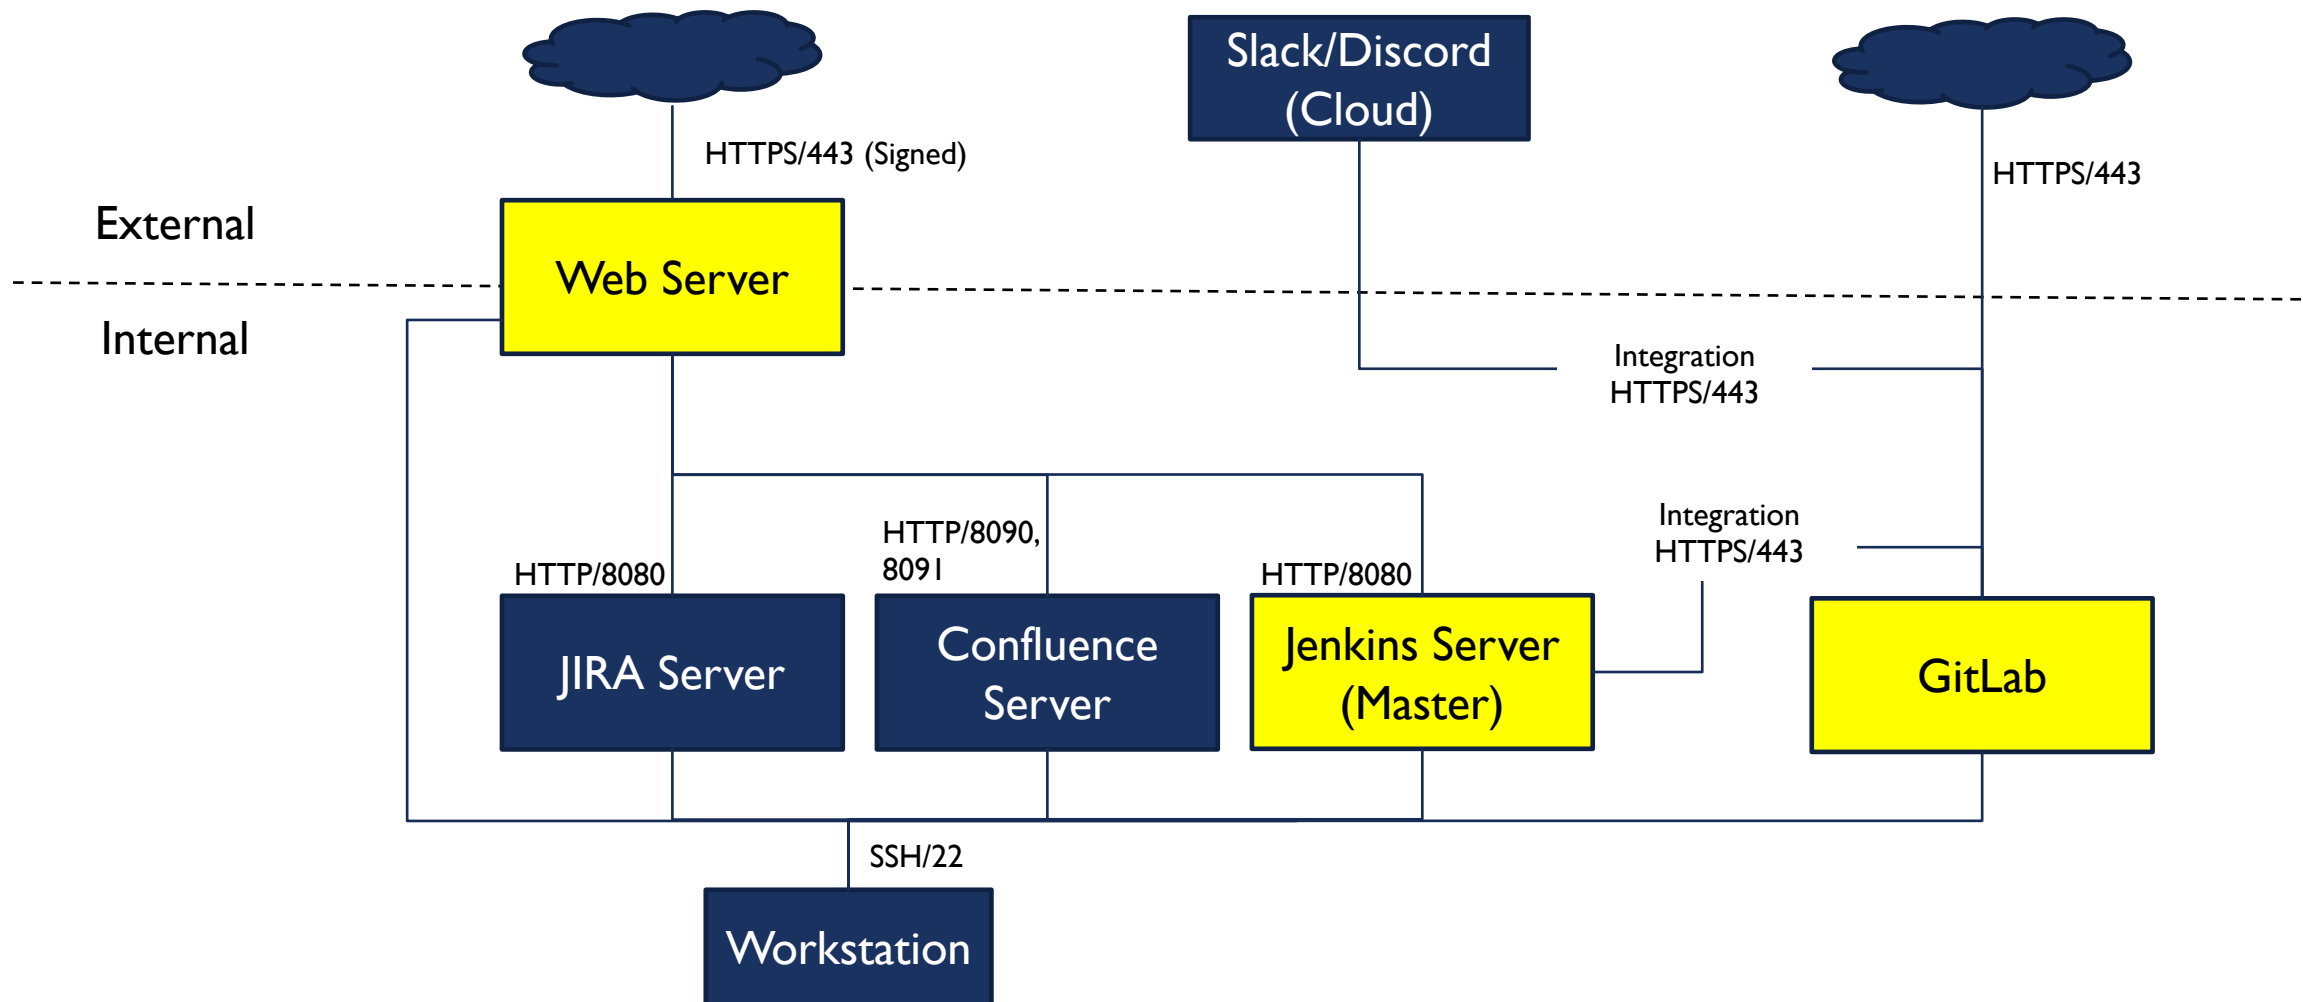 Slack/Discord
(Cloud)
HTTPS/443 (Signed)
HTTPS/443
External
Web Server
Internal
Integration
HTTPS/443
Integration
HTTPS/443
HTTP/8080
HTTP/8090,
8091
HTTP/8080
JIRA Server
Confluence
Server
Jenkins Server
(Master)
GitLab
SSH/22
Workstation